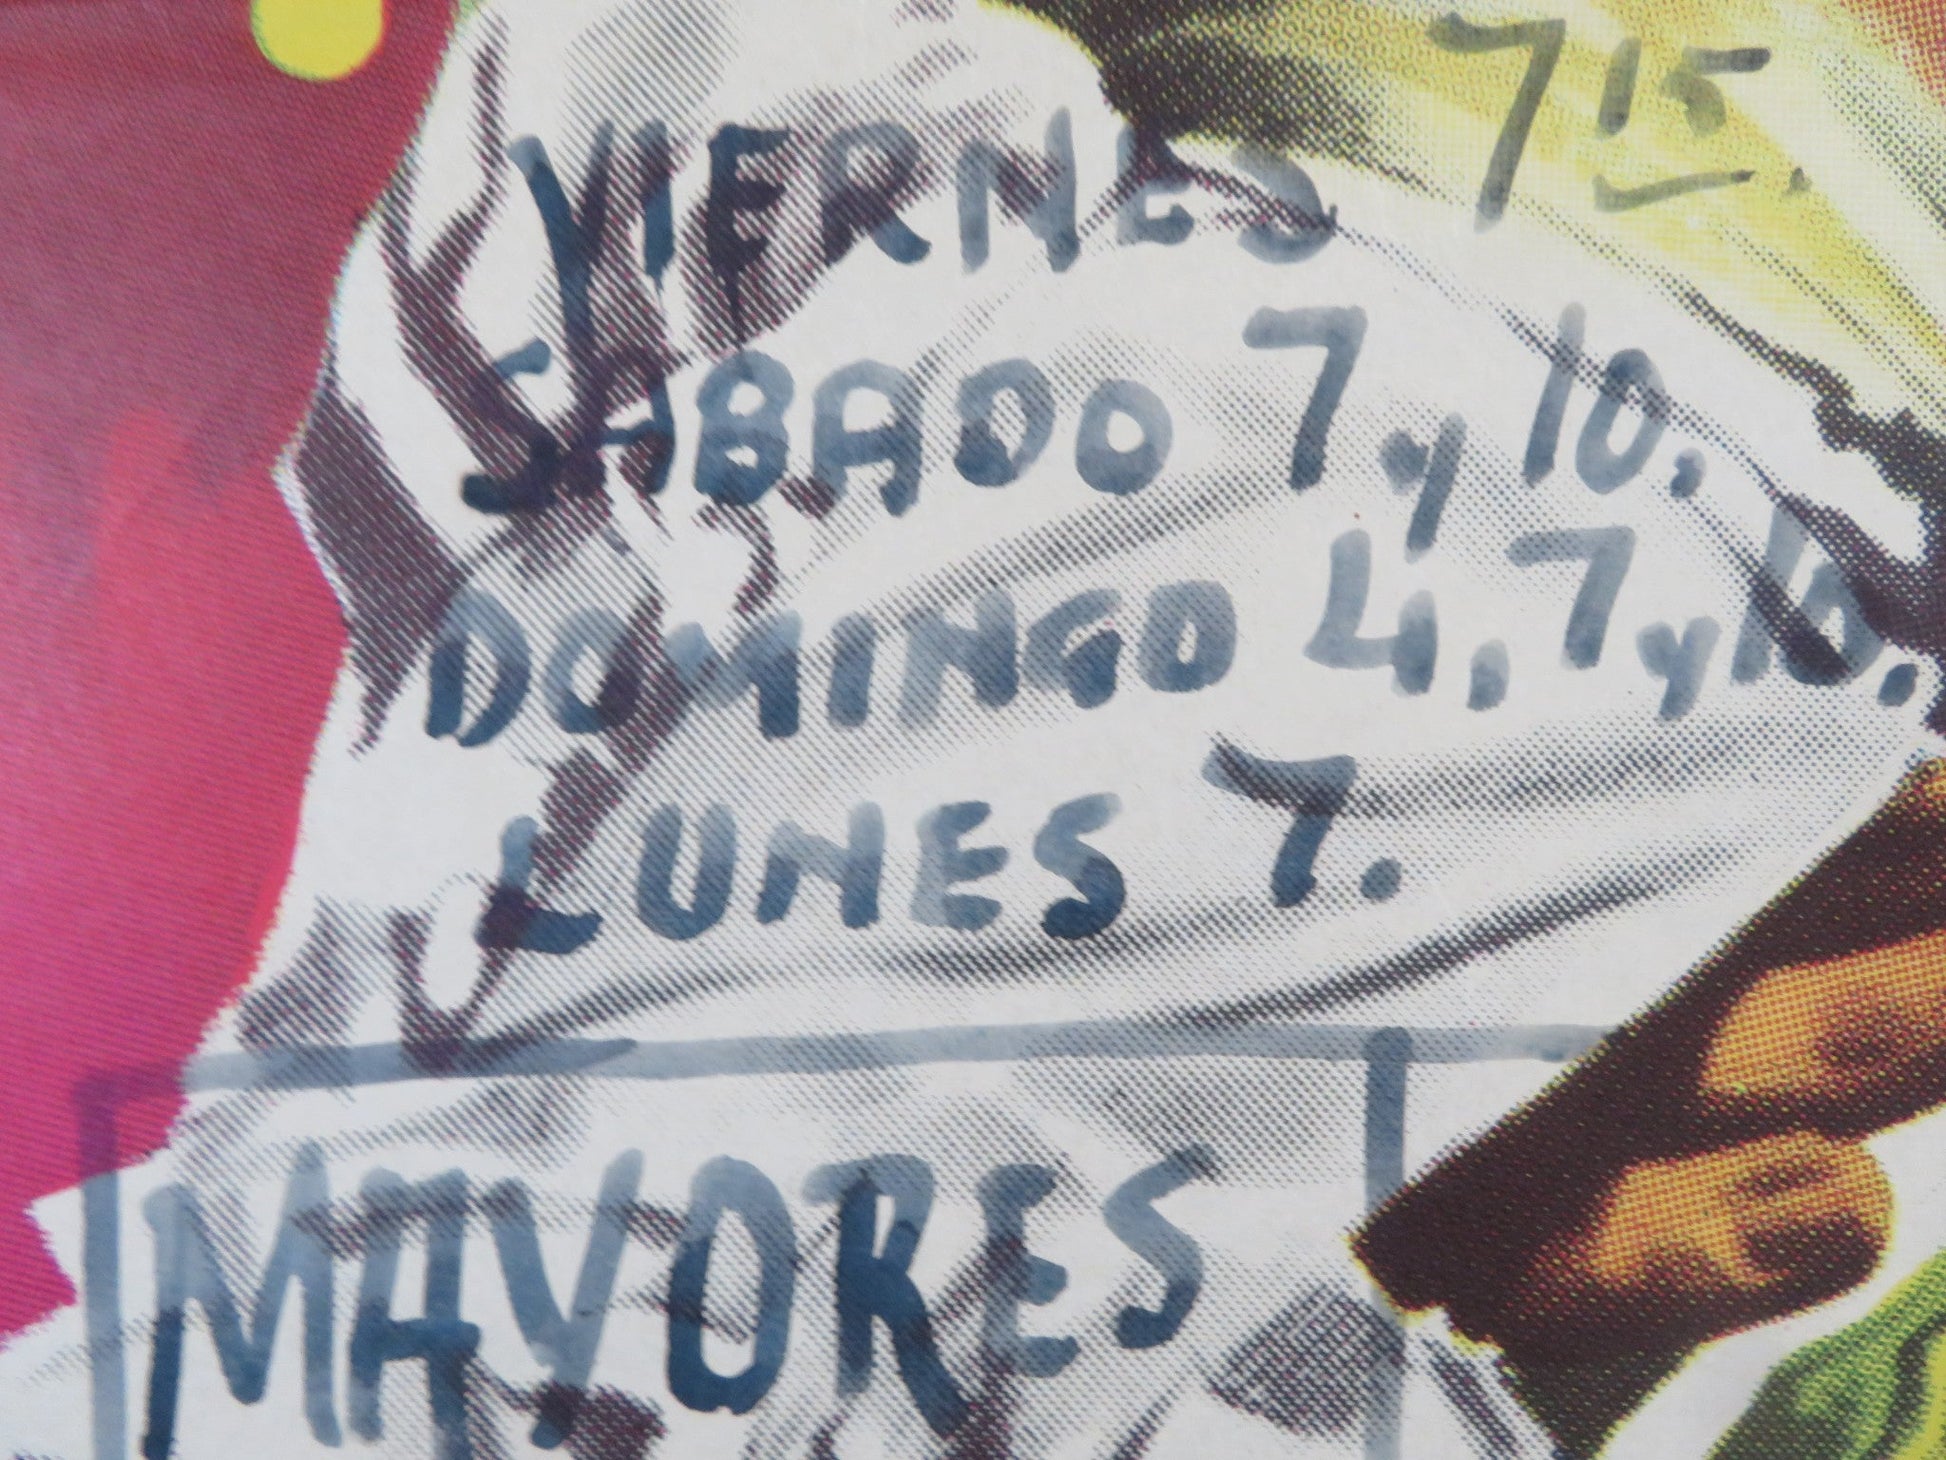 VIERNES 7 15.
SABADO 7 y 10.
DOMINGO 4, 7 y 10.
LUNES 7.
MAYORES